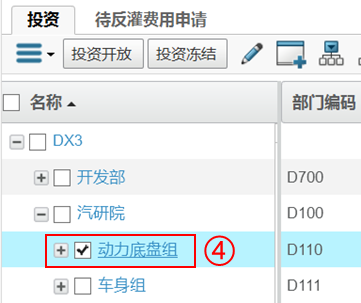 投资 待反灌费用申请
投资开放 投资冻结
名称 部门编码
DX3
开发部 D700
汽研院 D100
动力底盘组 ④ D110
车身组 D111